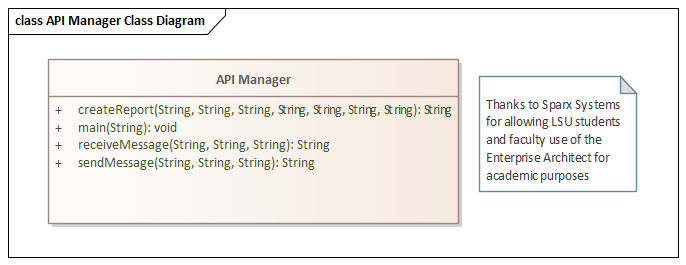 class API Manager Class Diagram
API Manager
+ createReport(String, String, String, String, String, String, String): String
+ main(String): void
+ receiveMessage(String, String, String): String
+ sendMessage(String, String, String): String
Thanks to Sparx Systems
for allowing LSU students
and faculty use of the
Enterprise Architect for
academic purposes